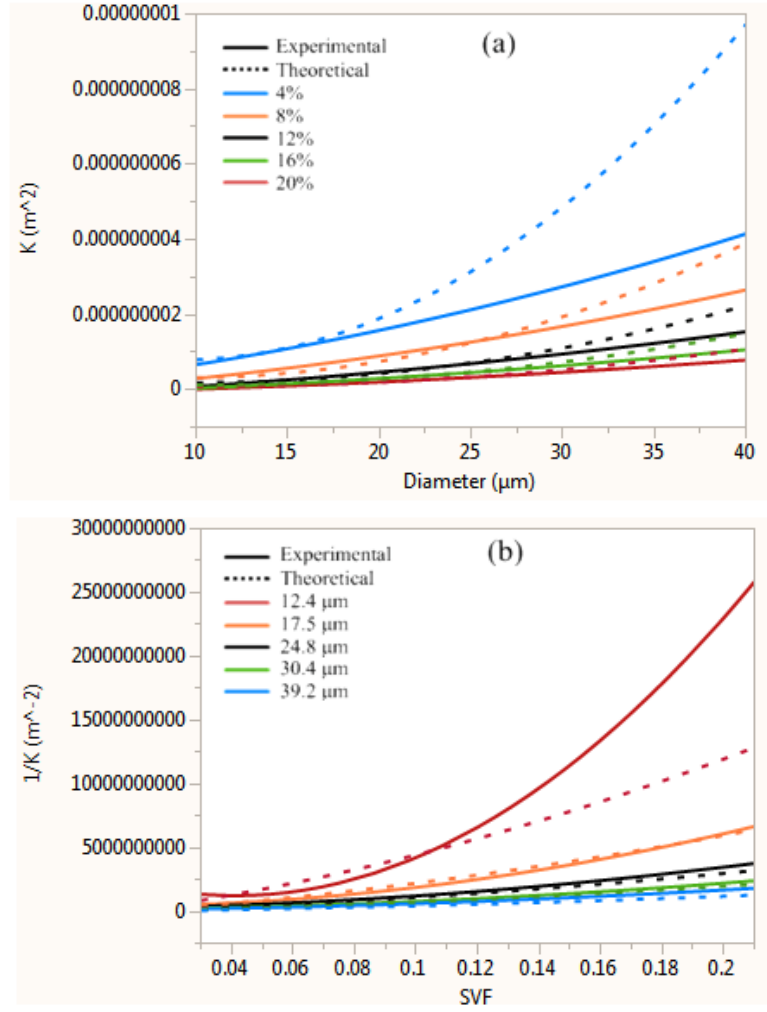 0.00000001
0.000000008
0.000000006
0.000000004
0.000000002
0
K (m^2)
(a)
Experimental
Theoretical
4%
8%
12%
16%
20%
10 15 20 25 30 35 40
Diameter (µm)
30000000000
25000000000
20000000000
15000000000
10000000000
5000000000
0
1/K (m^-2)
(b)
Experimental
Theoretical
12.4 µm
17.5 µm
24.8 µm
30.4 µm
39.2 µm
0.04 0.06 0.08 0.1 0.12 0.14 0.16 0.18 0.2
SVF